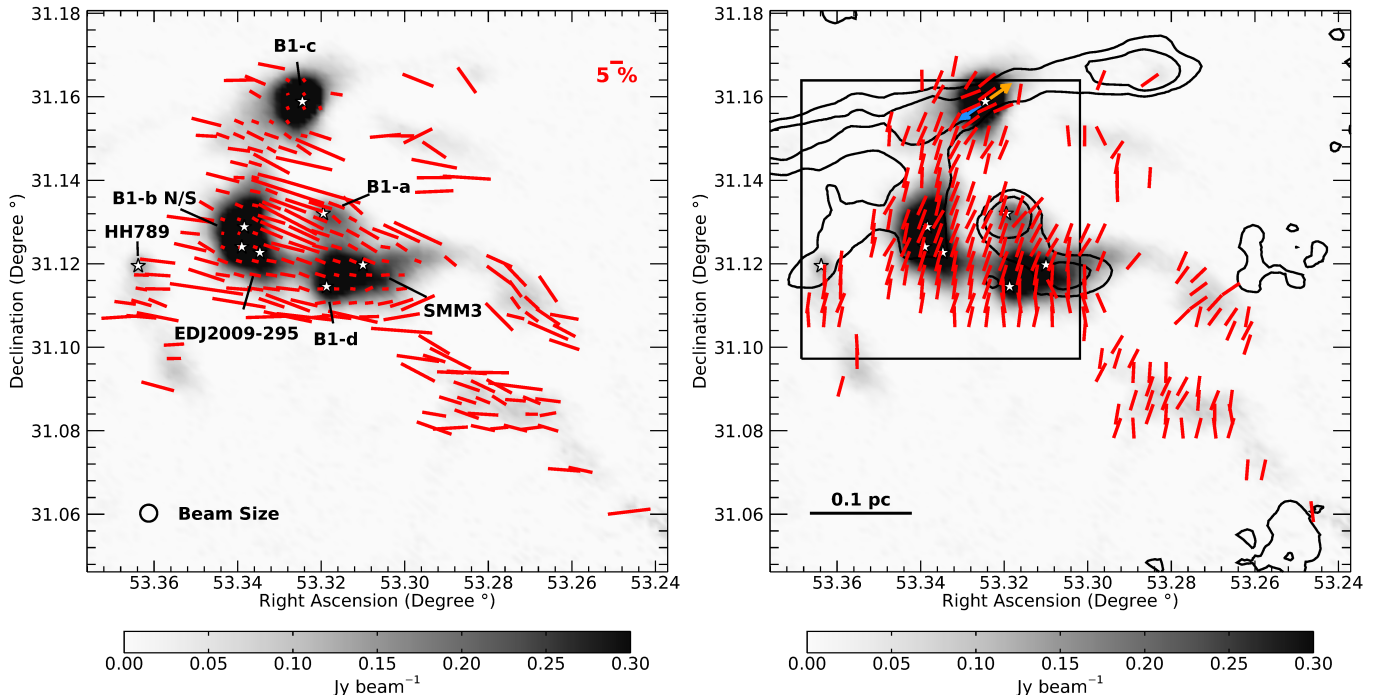 31.18
31.16
31.14
31.12
31.10
31.08
31.06
Declination (Degree °)
B1-c
5 %
B1-a
B1-b N/S
HH789
SMM3
EDJ2009-295
B1-d
Beam Size
53.36 53.34 53.32 53.30 53.28 53.26 53.24
Right Ascension (Degree °)
0.00 0.05 0.10 0.15 0.20 0.25 0.30
Jy beam⁻¹
31.18
31.16
31.14
31.12
31.10
31.08
31.06
Declination (Degree °)
0.1 pc
53.36 53.34 53.32 53.30 53.28 53.26 53.24
Right Ascension (Degree °)
0.00 0.05 0.10 0.15 0.20 0.25 0.30
Jy beam⁻¹